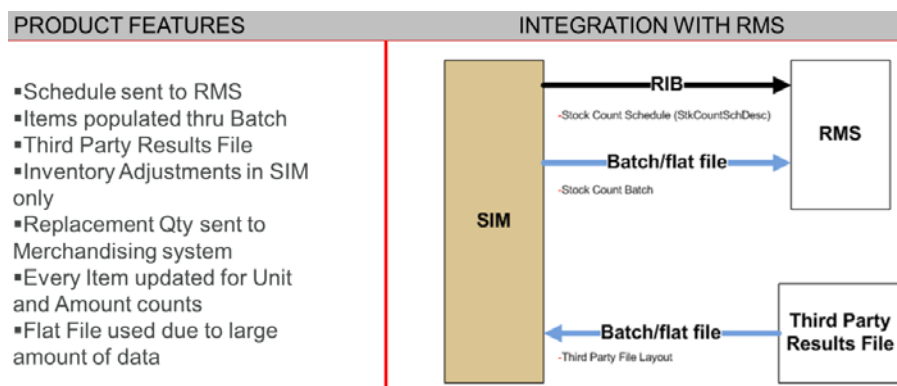 PRODUCT FEATURES
INTEGRATION WITH RMS
▪Schedule sent to RMS
▪Items populated thru Batch
▪Third Party Results File
▪Inventory Adjustments in SIM
only
▪Replacement Qty sent to
Merchandising system
▪Every Item updated for Unit
and Amount counts
▪Flat File used due to large
amount of data
SIM
RIB
-Stock Count Schedule (StkCountSchDesc)
RMS
Batch/flat file
-Stock Count Batch
Batch/flat file
-Third Party File Layout
Third Party
Results File